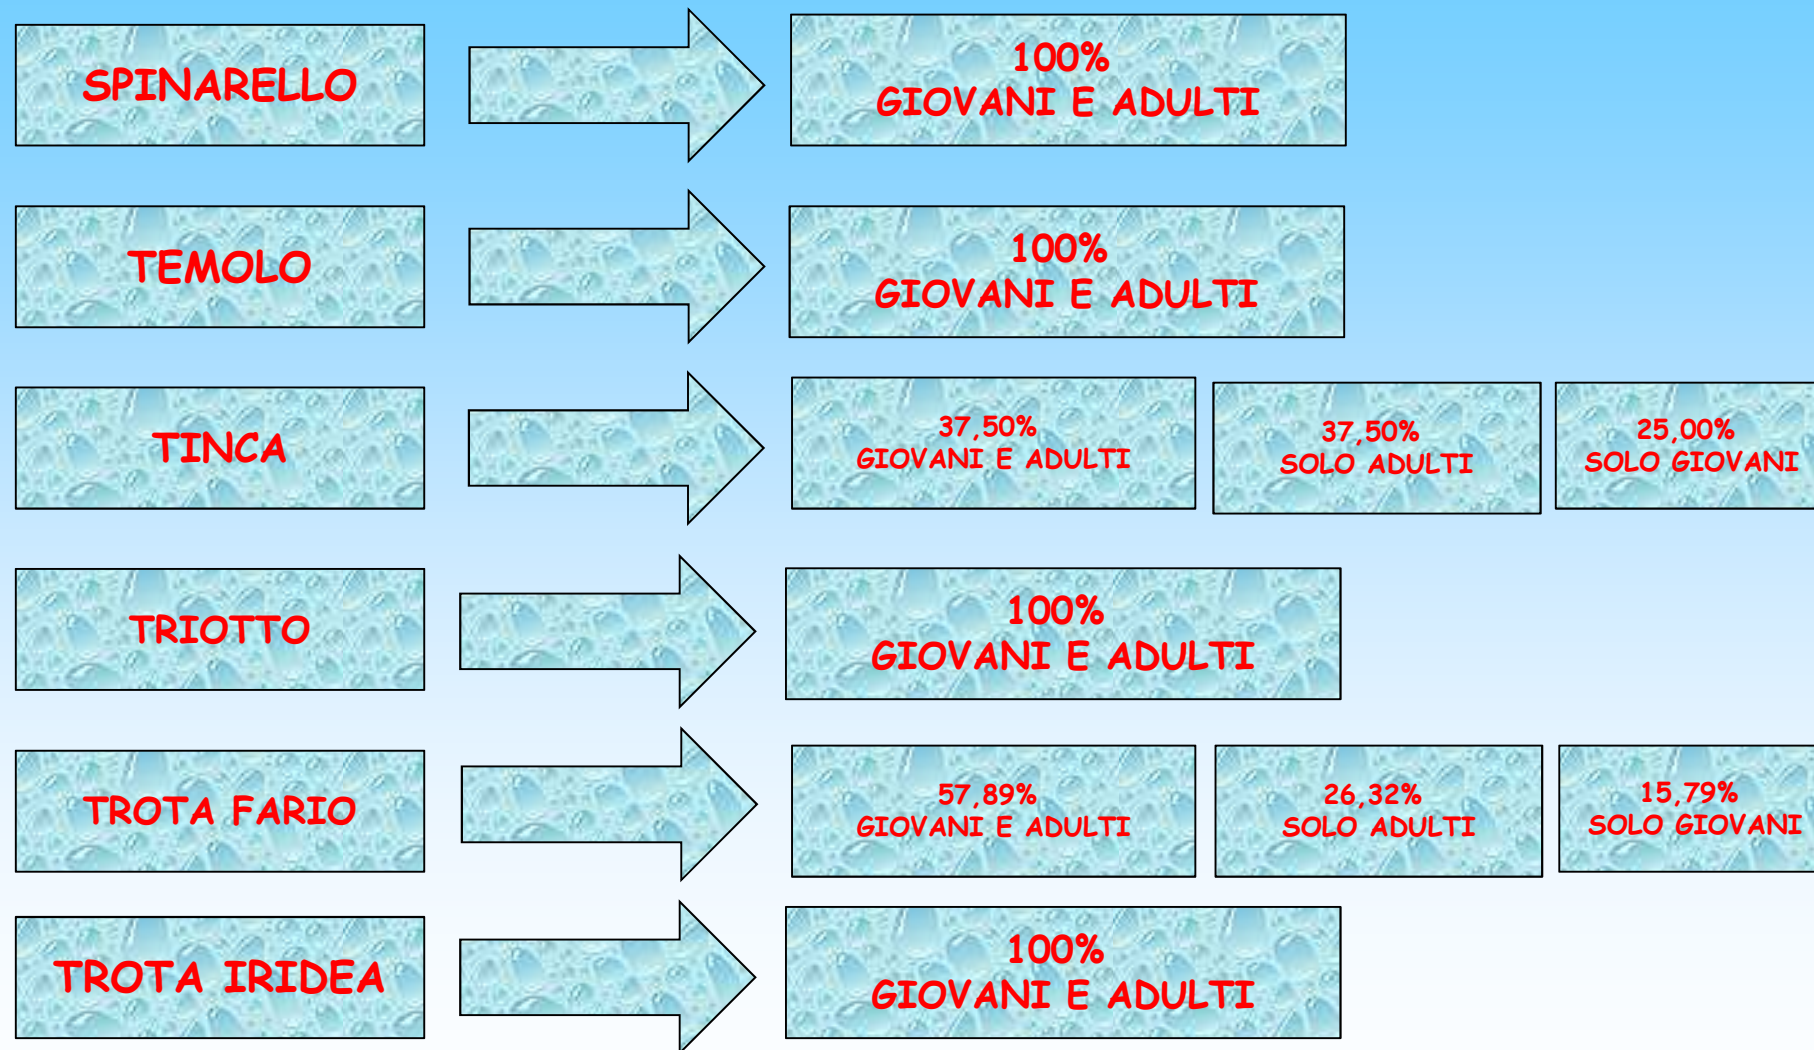 SPINARELLO
100%
GIOVANI E ADULTI
TEMOLO
100%
GIOVANI E ADULTI
TINCA
37,50%
GIOVANI E ADULTI
37,50%
SOLO ADULTI
25,00%
SOLO GIOVANI
TRIOTTO
100%
GIOVANI E ADULTI
TROTA FARIO
57,89%
GIOVANI E ADULTI
26,32%
SOLO ADULTI
15,79%
SOLO GIOVANI
TROTA IRIDEA
100%
GIOVANI E ADULTI